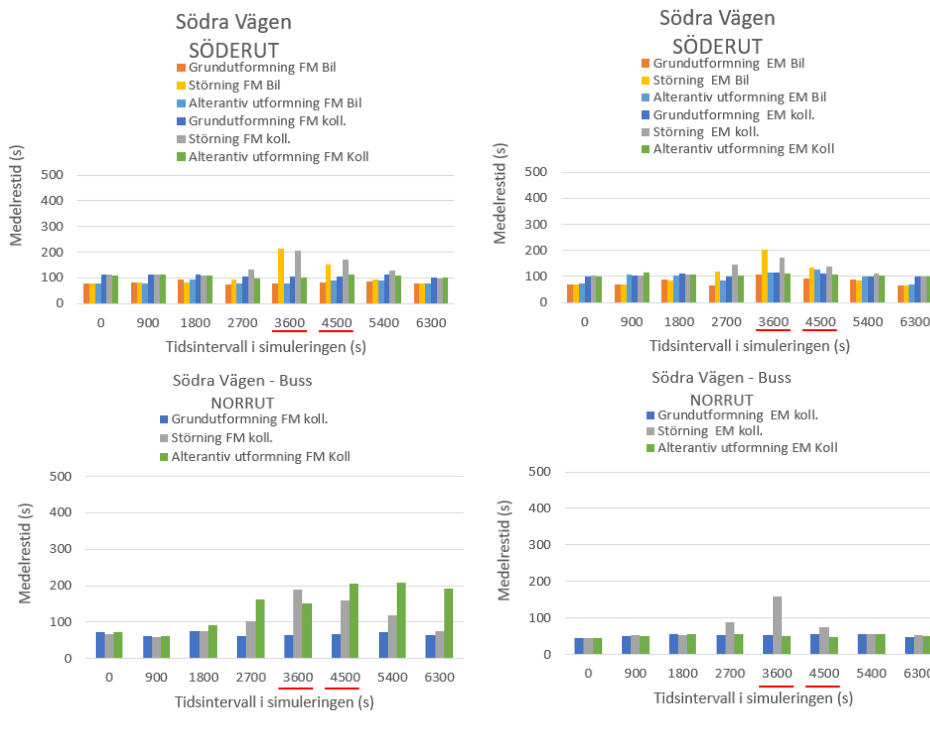 Södra Vägen
SÖDERUT
Grundutformning FM Bil
Störning FM Bil
Alterantiv utformning FM Bil
Grundutformning FM koll.
Störning FM koll.
Alterantiv utformning FM Koll
Medelrestid (s)
500
400
300
200
100
0
0 900 1800 2700 3600 4500 5400 6300
Tidsintervall i simuleringen (s)
Södra Vägen
SÖDERUT
Grundutformning EM Bil
Störning EM Bil
Alterantiv utformning EM Bil
Grundutformning EM koll.
Störning EM koll.
Alterantiv utformning EM Koll
Medelrestid (s)
500
400
300
200
100
0
0 900 1800 2700 3600 4500 5400 6300
Tidsintervall i simuleringen (s)
Södra Vägen - Buss
NORRUT
Grundutformning FM koll.
Störning FM koll.
Alterantiv utformning FM Koll
Medelrestid (s)
500
400
300
200
100
0
0 900 1800 2700 3600 4500 5400 6300
Tidsintervall i simuleringen (s)
Södra Vägen - Buss
NORRUT
Grundutformning EM koll.
Störning EM koll.
Alterantiv utformning EM Koll
Medelrestid (s)
500
400
300
200
100
0
0 900 1800 2700 3600 4500 5400 6300
Tidsintervall i simuleringen (s)